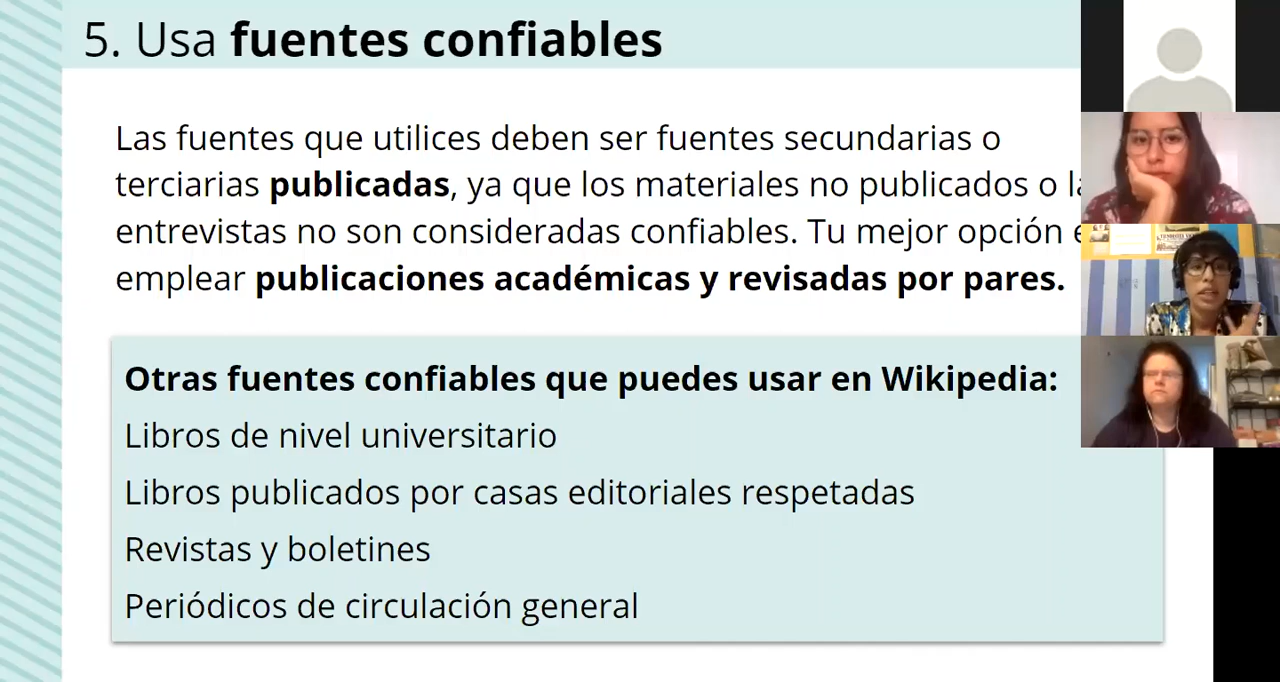 5. Usa fuentes confiables
Las fuentes que utilices deben ser fuentes secundarias o
terciarias publicadas, ya que los materiales no publicados o
entrevistas no son consideradas confiables. Tu mejor opción
emplear publicaciones académicas y revisadas por pares.
Otras fuentes confiables que puedes usar en Wikipedia:
Libros de nivel universitario
Libros publicados por casas editoriales respetadas
Revistas y boletines
Periódicos de circulación general